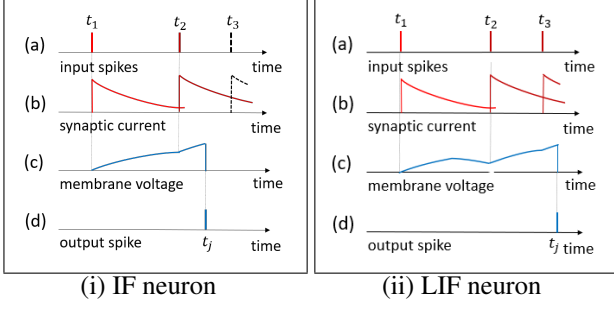 t₁ t₂ t₃
(a)
input spikes time
(b)
synaptic current time
(c)
membrane voltage time
(d)
output spike tⱼ time
(i) IF neuron
t₁ t₂ t₃
(a)
input spikes time
(b)
synaptic current time
(c)
membrane voltage time
(d)
output spike tⱼ time
(ii) LIF neuron